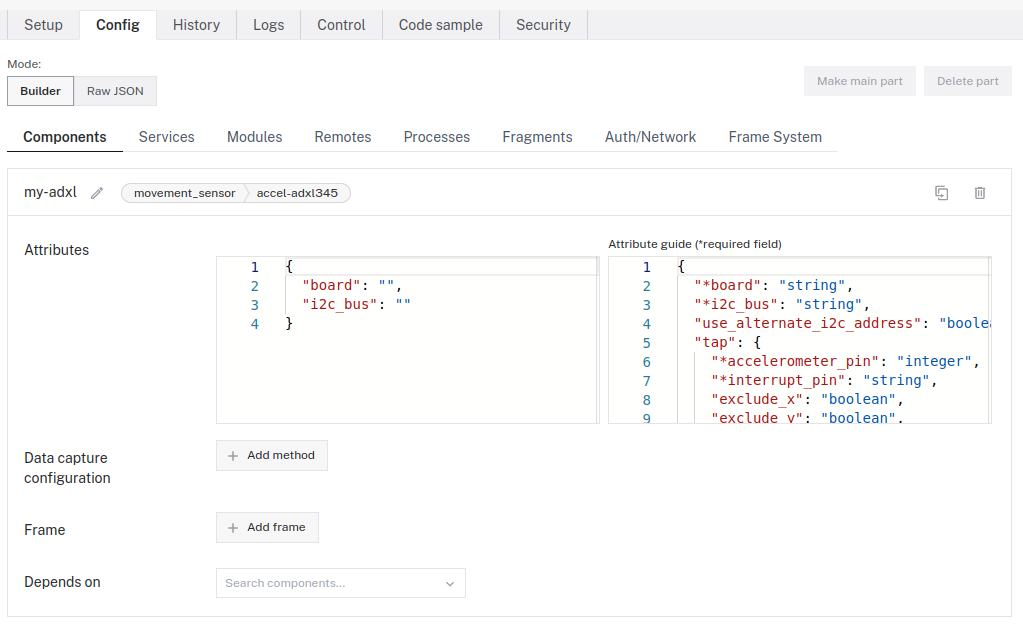 Setup Config History Logs Control Code sample Security
Mode:
Builder Raw JSON
Make main part Delete part
Components Services Modules Remotes Processes Fragments Auth/Network Frame System
my-adxl movement_sensor accel-adxl345
Attributes
1 {
2 "board": "",
3 "i2c_bus": ""
4 }
Attribute guide (*required field)
1 {
2 "*board": "string",
3 "*i2c_bus": "string",
4 "use_alternate_i2c_address": "boolea
5 "tap": {
6 "*accelerometer_pin": "integer",
7 "*interrupt_pin": "string",
8 "exclude_x": "boolean",
9 "exclude_y": "boolean",
Data capture
configuration
+ Add method
Frame
+ Add frame
Depends on
Search components...